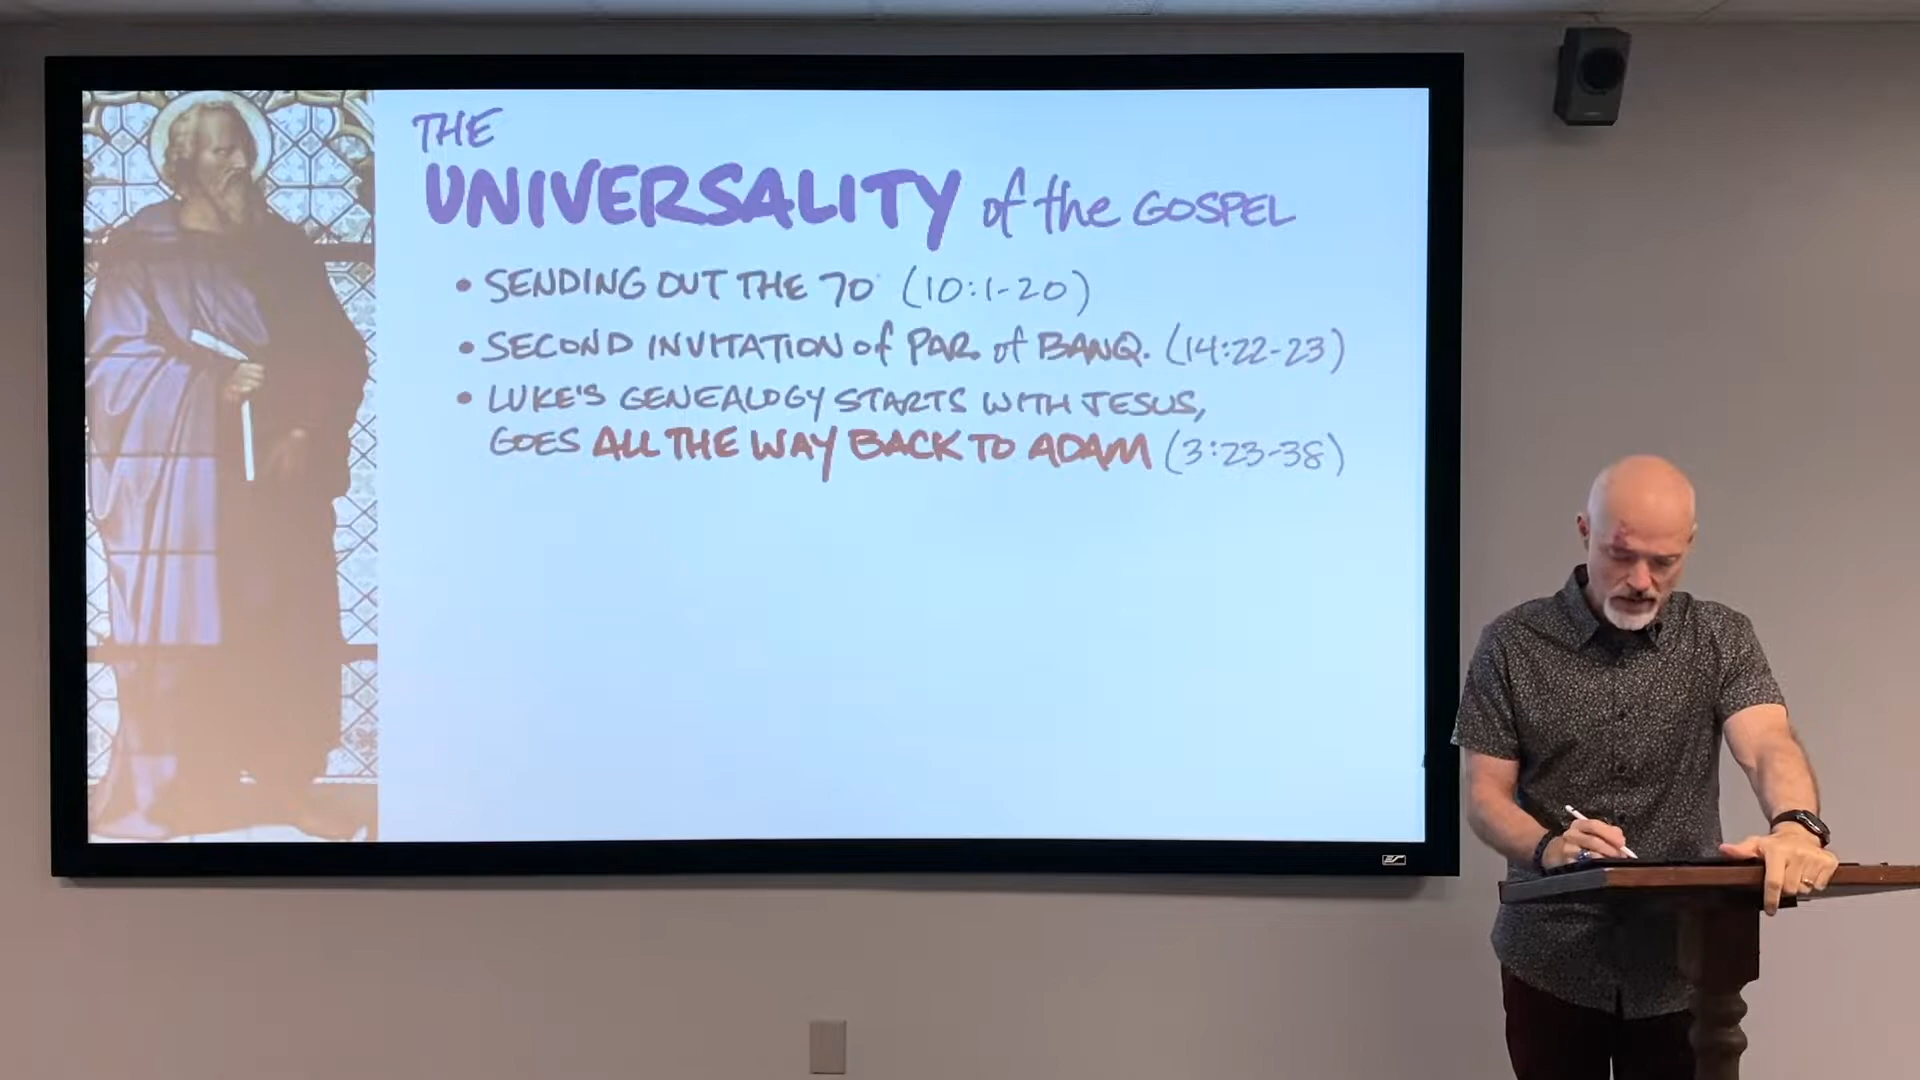 THE
UNIVERSALITY of the GOSPEL
• SENDING OUT THE 70 (10:1-20)
• SECOND INVITATION of PAR. of BANQ. (14:22-23)
• LUKE'S GENEALOGY STARTS WITH JESUS,
GOES ALL THE WAY BACK TO ADAM (3:23-38)